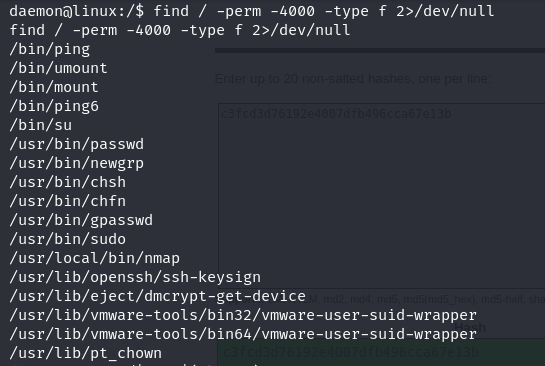 daemon@linux:/$ find / -perm -4000 -type f 2>/dev/null
find / -perm -4000 -type f 2>/dev/null
/bin/ping
Enter up to 20 non-salted hashes, one per line
/bin/umount
/bin/mount
/bin/ping6
c3fcd3d76192e4007dfb496cca67e13b
/bin/su
/usr/bin/passwd
/usr/bin/newgrp
/usr/bin/chsh
/usr/bin/chfn
/usr/bin/gpasswd
/usr/bin/sudo
/usr/local/bin/nmap
/usr/lib/openssh/ssh-keysign
/usr/lib/eject/dmcrypt-get-device
md2, md4, md5, md5(md5_hex), md5-half,
/usr/lib/vmware-tools/bin32/vmware-user-suid-wrapper
/usr/lib/vmware-tools/bin64/vmware-user-suid-wrapper
Hash
/usr/lib/pt_chown
c3fcd3d76192e4007dfb496cca67e13b